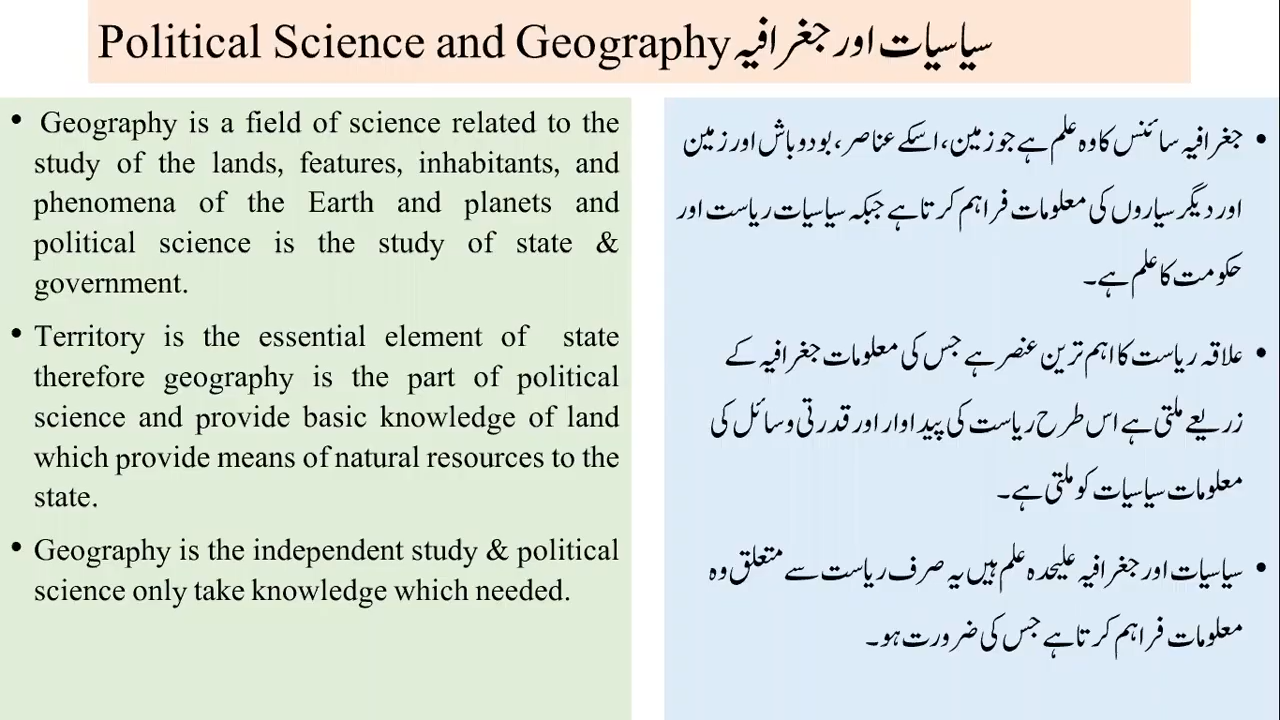 Political Science and Geography سیاسیات اور جغرافیہ
• Geography is a field of science related to the
study of the lands, features, inhabitants, and
phenomena of the Earth and planets and
political science is the study of state &
government.
• Territory is the essential element of state
therefore geography is the part of political
science and provide basic knowledge of land
which provide means of natural resources to the
state.
• Geography is the independent study & political
science only take knowledge which needed.
• جغرافیہ سائنس کا وہ علم ہے جو زمین، اسکے عناصر، بود و باش اور زمین
اور دیگر سیاروں کی معلومات فراہم کرتا ہے جبکہ سیاسیات ریاست اور
حکومت کا علم ہے۔
• علاقہ ریاست کا اہم ترین عنصر ہے جس کی معلومات جغرافیہ کے
زریعے ملتی ہے اس طرح ریاست کی پیداوار اور قدرتی وسائل کی
معلومات سیاسیات کو ملتی ہے۔
• سیاسیات اور جغرافیہ علیحدہ علم ہیں یہ صرف ریاست سے متعلق وہ
معلومات فراہم کرتا ہے جس کی ضرورت ہو۔